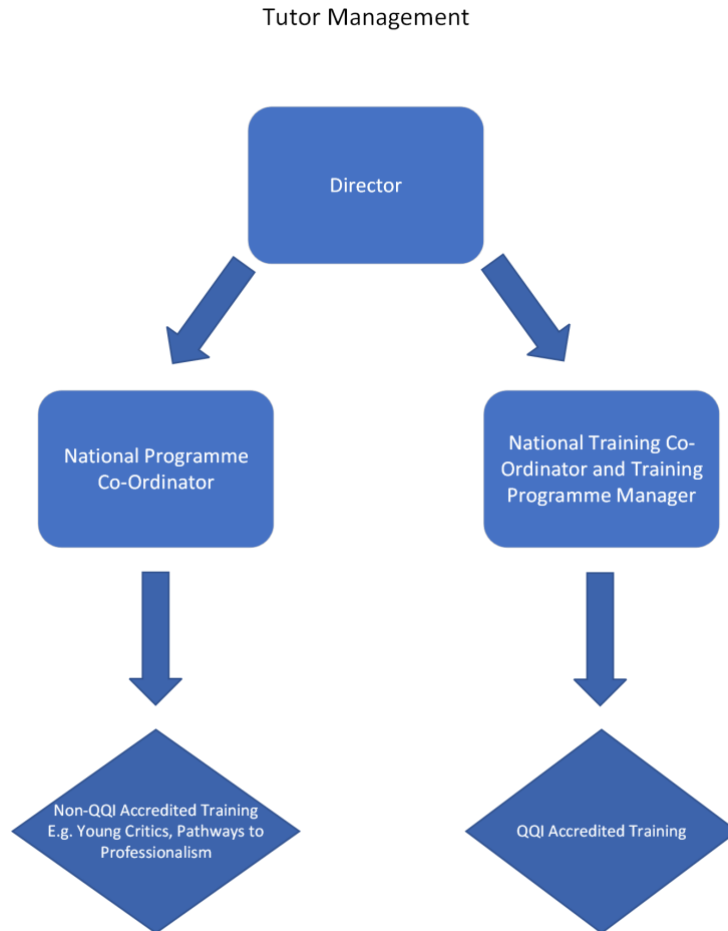 Tutor Management
Director
National Programme
Co-Ordinator
National Training Co-
Ordinator and Training
Programme Manager
Non-QQI Accredited Training
E.g. Young Critics, Pathways to
Professionalism
QQI Accredited Training